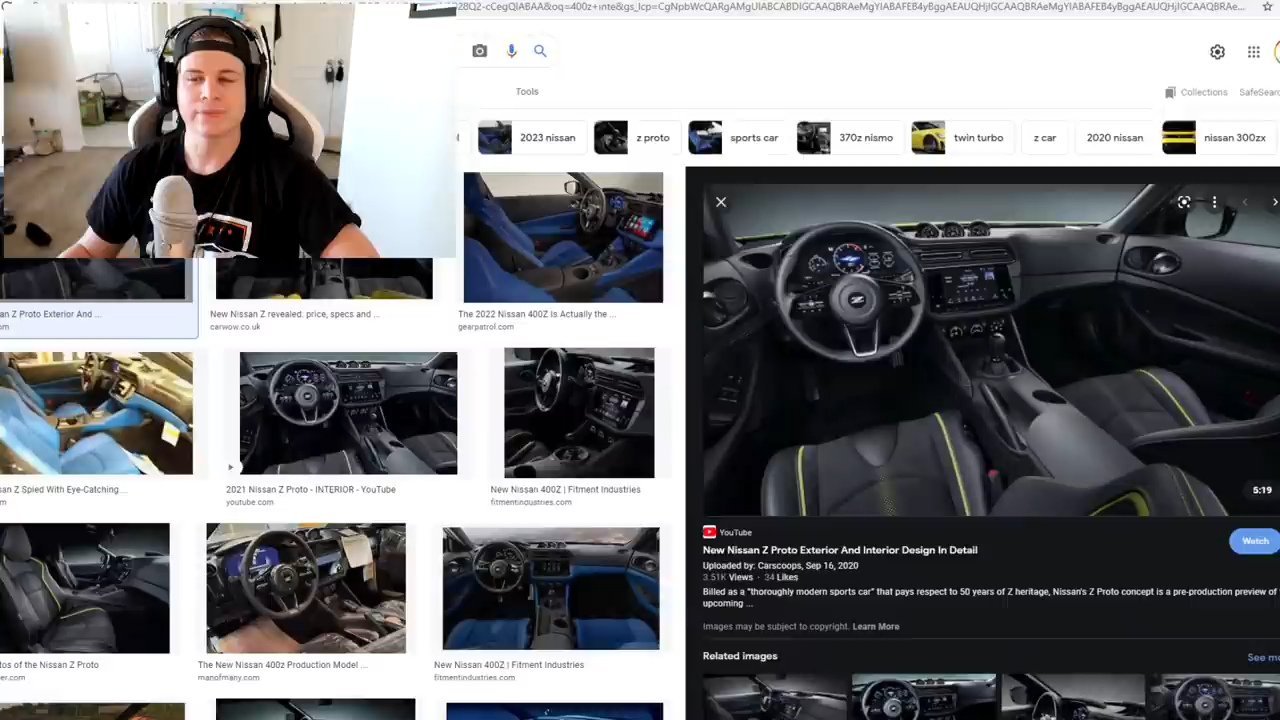 Tools
Collections
2023 nissan
z proto
sports car
370z nismo
twin turbo
z car
2020 nissan
nissan 300zx
an Z Proto Exterior And ...
om
New Nissan Z revealed: price, specs and ...
carwow.co.uk
The 2022 Nissan 400Z Is Actually the ...
gearpatrol.com
an Z Spied With Eye-Catching ...
m
2021 Nissan Z Proto - INTERIOR - YouTube
youtube.com
New Nissan 400Z | Fitment Industries
fitmentindustries.com
tos of the Nissan Z Proto
er.com
The New Nissan 400z Production Model ...
manofmany.com
New Nissan 400Z | Fitment Industries
fitmentindustries.com
5:19
YouTube
New Nissan Z Proto Exterior And Interior Design In Detail
Watch
Uploaded by: Carscoops, Sep 16, 2020
3.51K Views · 34 Likes
Billed as a "thoroughly modern sports car" that pays respect to 50 years of Z heritage, Nissan's Z Proto concept is a pre-production preview of
upcoming ...
Images may be subject to copyright. Learn More
Related images
See